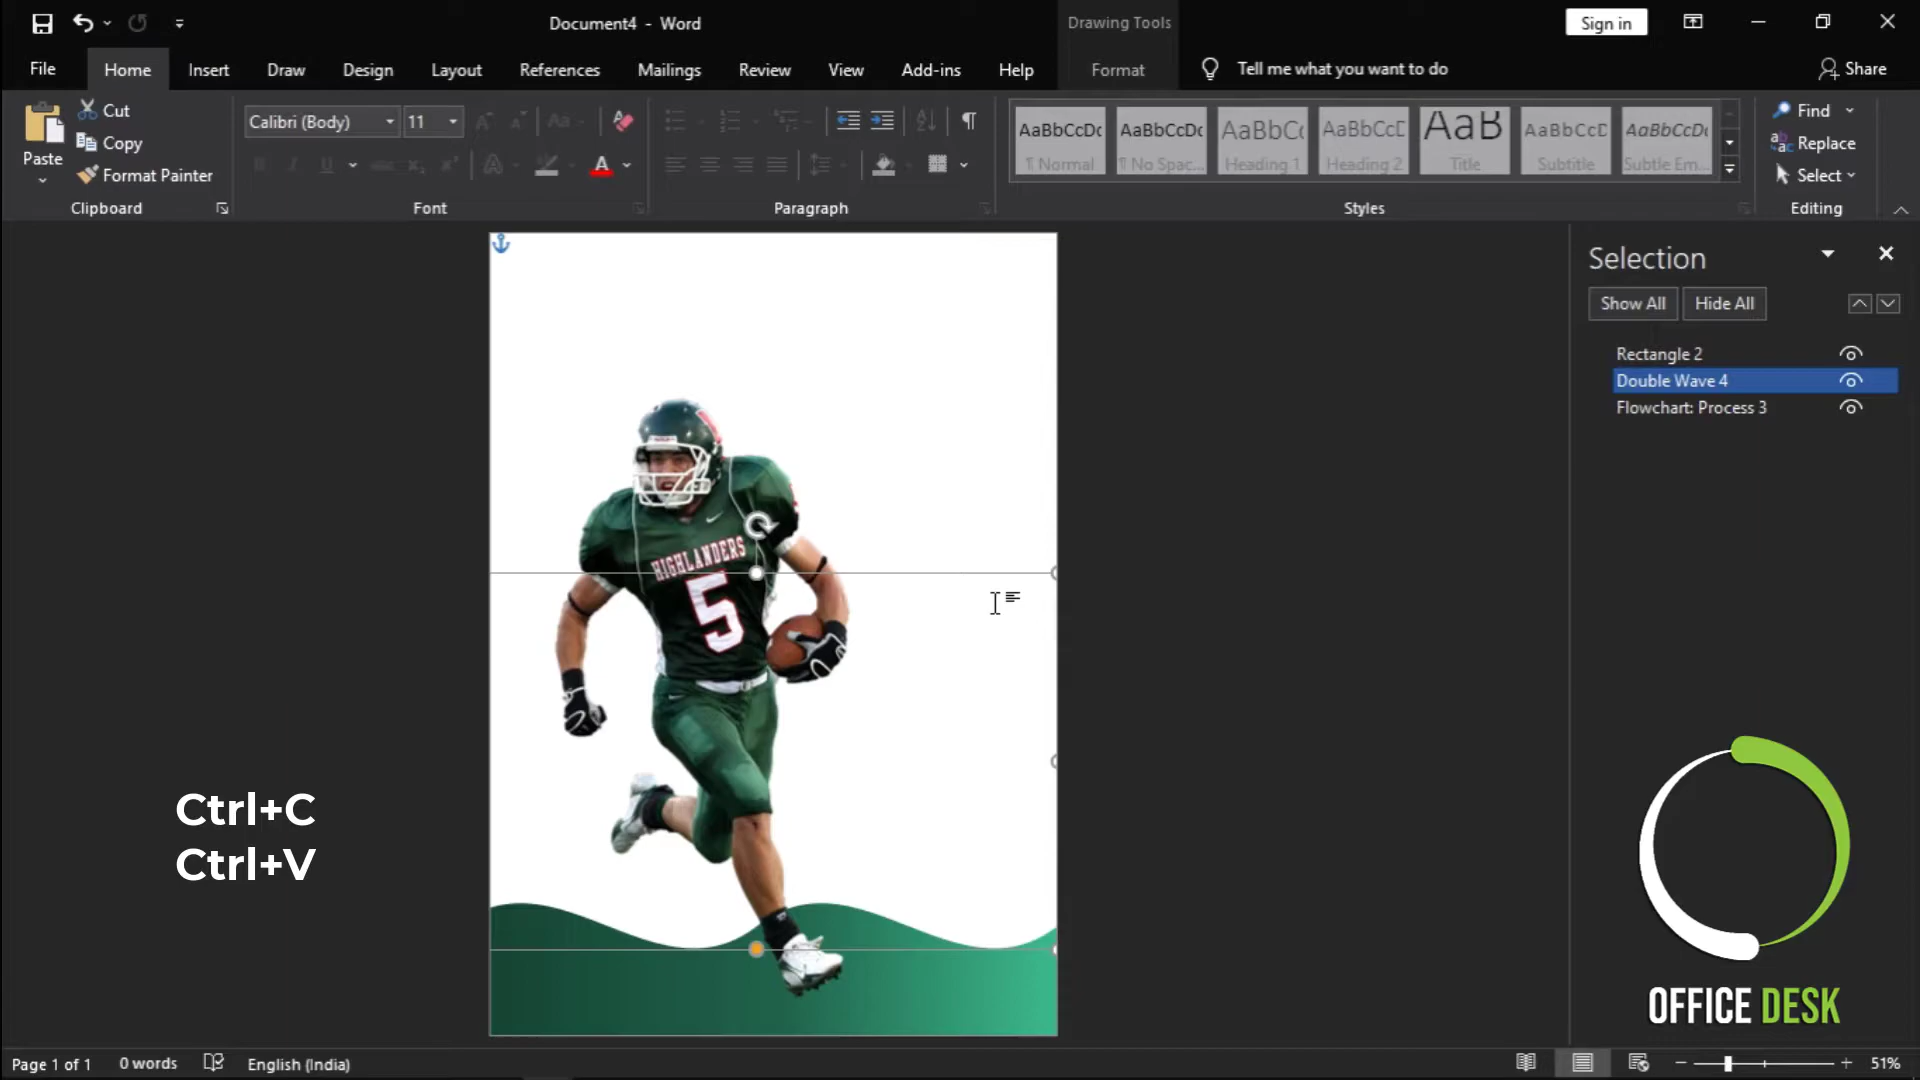 Document4 - Word
Drawing Tools
Sign in
File
Home
Insert
Draw
Design
Layout
References
Mailings
Review
View
Add-ins
Help
Format
Tell me what you want to do
Share
Paste
Cut
Copy
Format Painter
Clipboard
Calibri (Body)
11
Font
Paragraph
AaBbCcDc
¶ Normal
AaBbCcDc
¶ No Spac...
AaBbCc
Heading 1
AaBbCcD
Heading 2
AaB
Title
AaBbCcD
Subtitle
AaBbCcDc
Subtle Em...
Styles
Find
Replace
Select
Editing
Selection
Show All
Hide All
Rectangle 2
Double Wave 4
Flowchart: Process 3
HIGHLANDERS
5
Ctrl+C
Ctrl+V
OFFICE DESK
Page 1 of 1
0 words
English (India)
51%